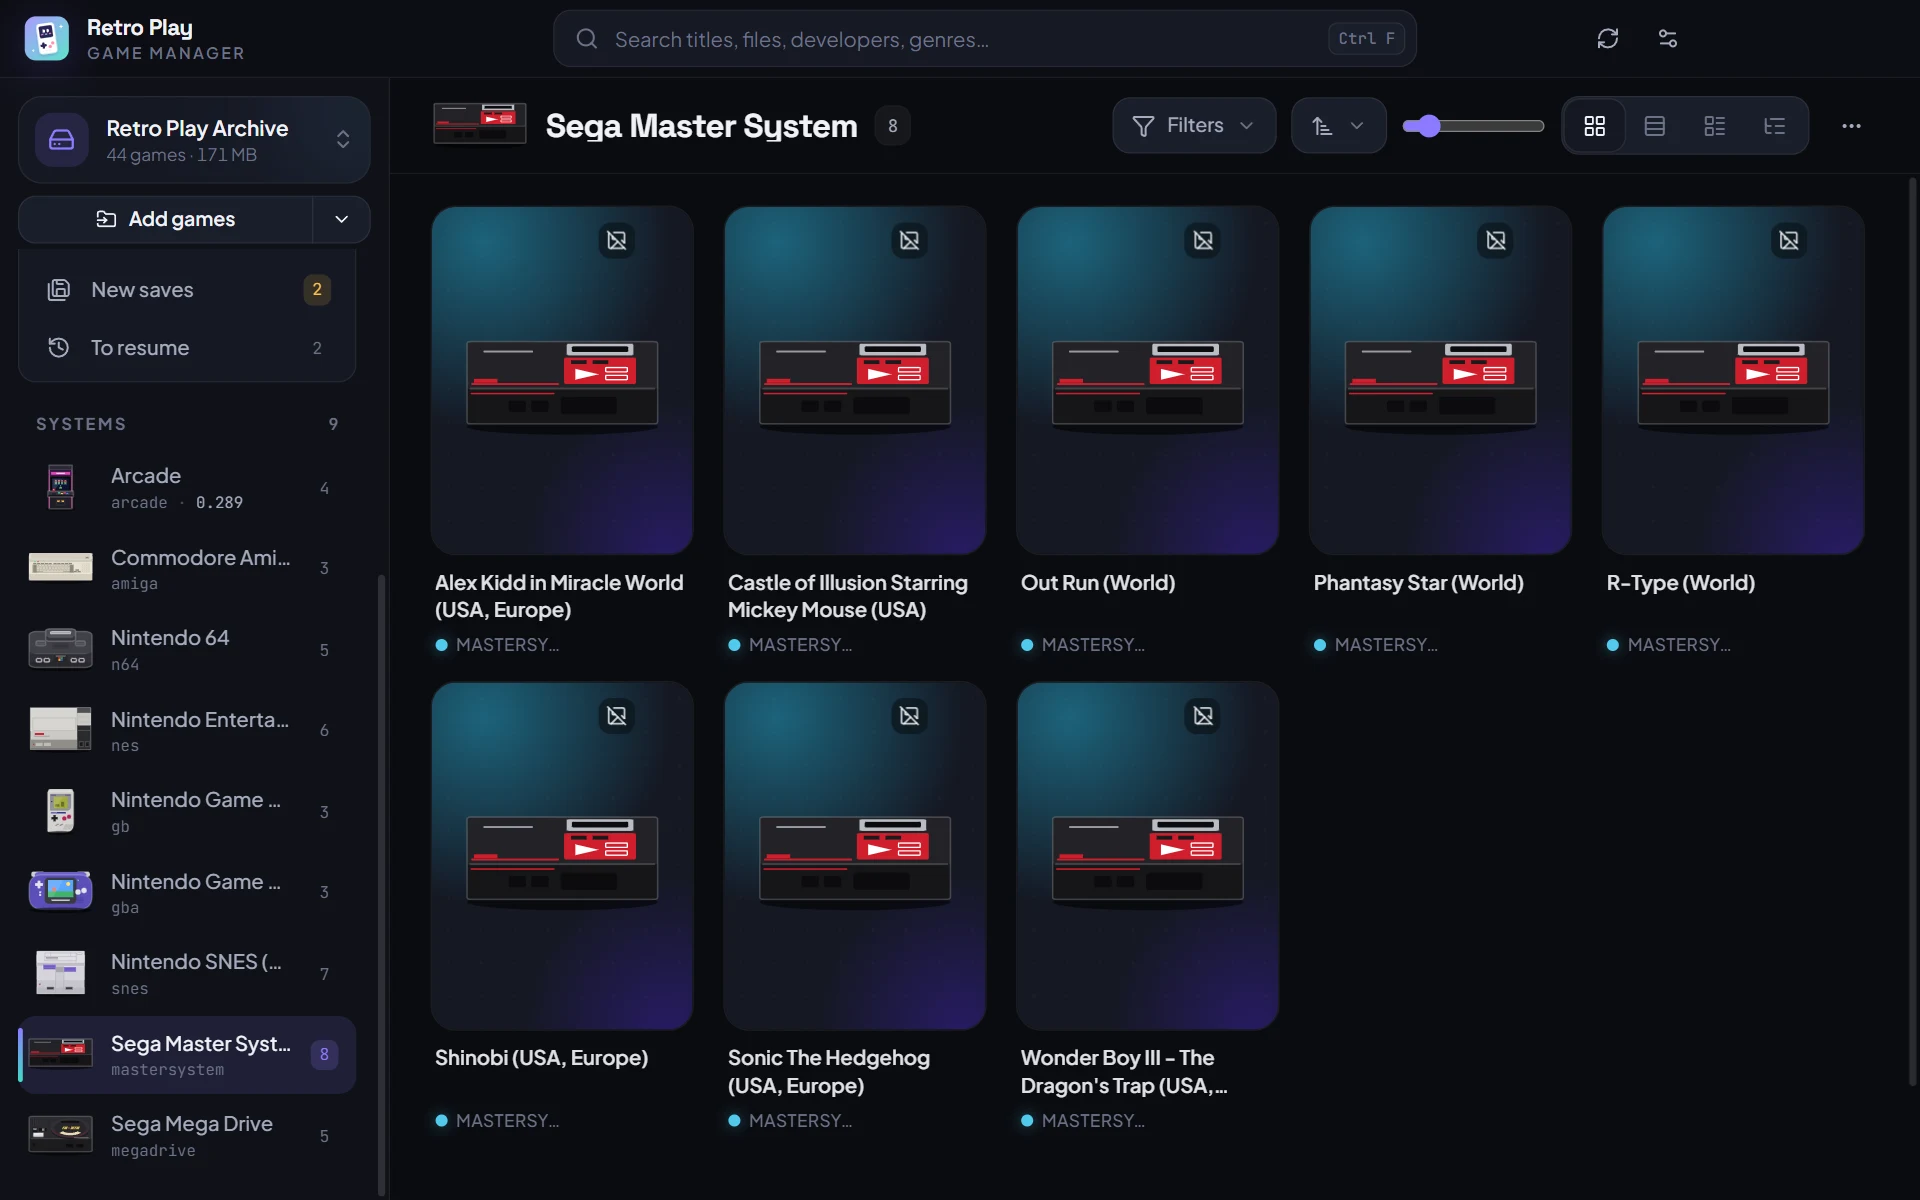 Retro Play
GAME MANAGER
Search titles, files, developers, genres…
Ctrl F
Retro Play Archive
44 games · 171 MB
Add games
New saves
2
To resume
2
SYSTEMS
9
Arcade
arcade · 0.289
4
Commodore Ami…
amiga
3
Nintendo 64
n64
5
Nintendo Enterta…
nes
6
Nintendo Game …
gb
3
Nintendo Game …
gba
3
Nintendo SNES (…
snes
7
Sega Master Syst…
mastersystem
8
Sega Mega Drive
megadrive
5
Sega Master System
8
Filters
Alex Kidd in Miracle World
(USA, Europe)
MASTERSY…
Castle of Illusion Starring
Mickey Mouse (USA)
MASTERSY…
Out Run (World)
MASTERSY…
Phantasy Star (World)
MASTERSY…
R-Type (World)
MASTERSY…
Shinobi (USA, Europe)
MASTERSY…
Sonic The Hedgehog
(USA, Europe)
MASTERSY…
Wonder Boy III - The
Dragon's Trap (USA,…
MASTERSY…